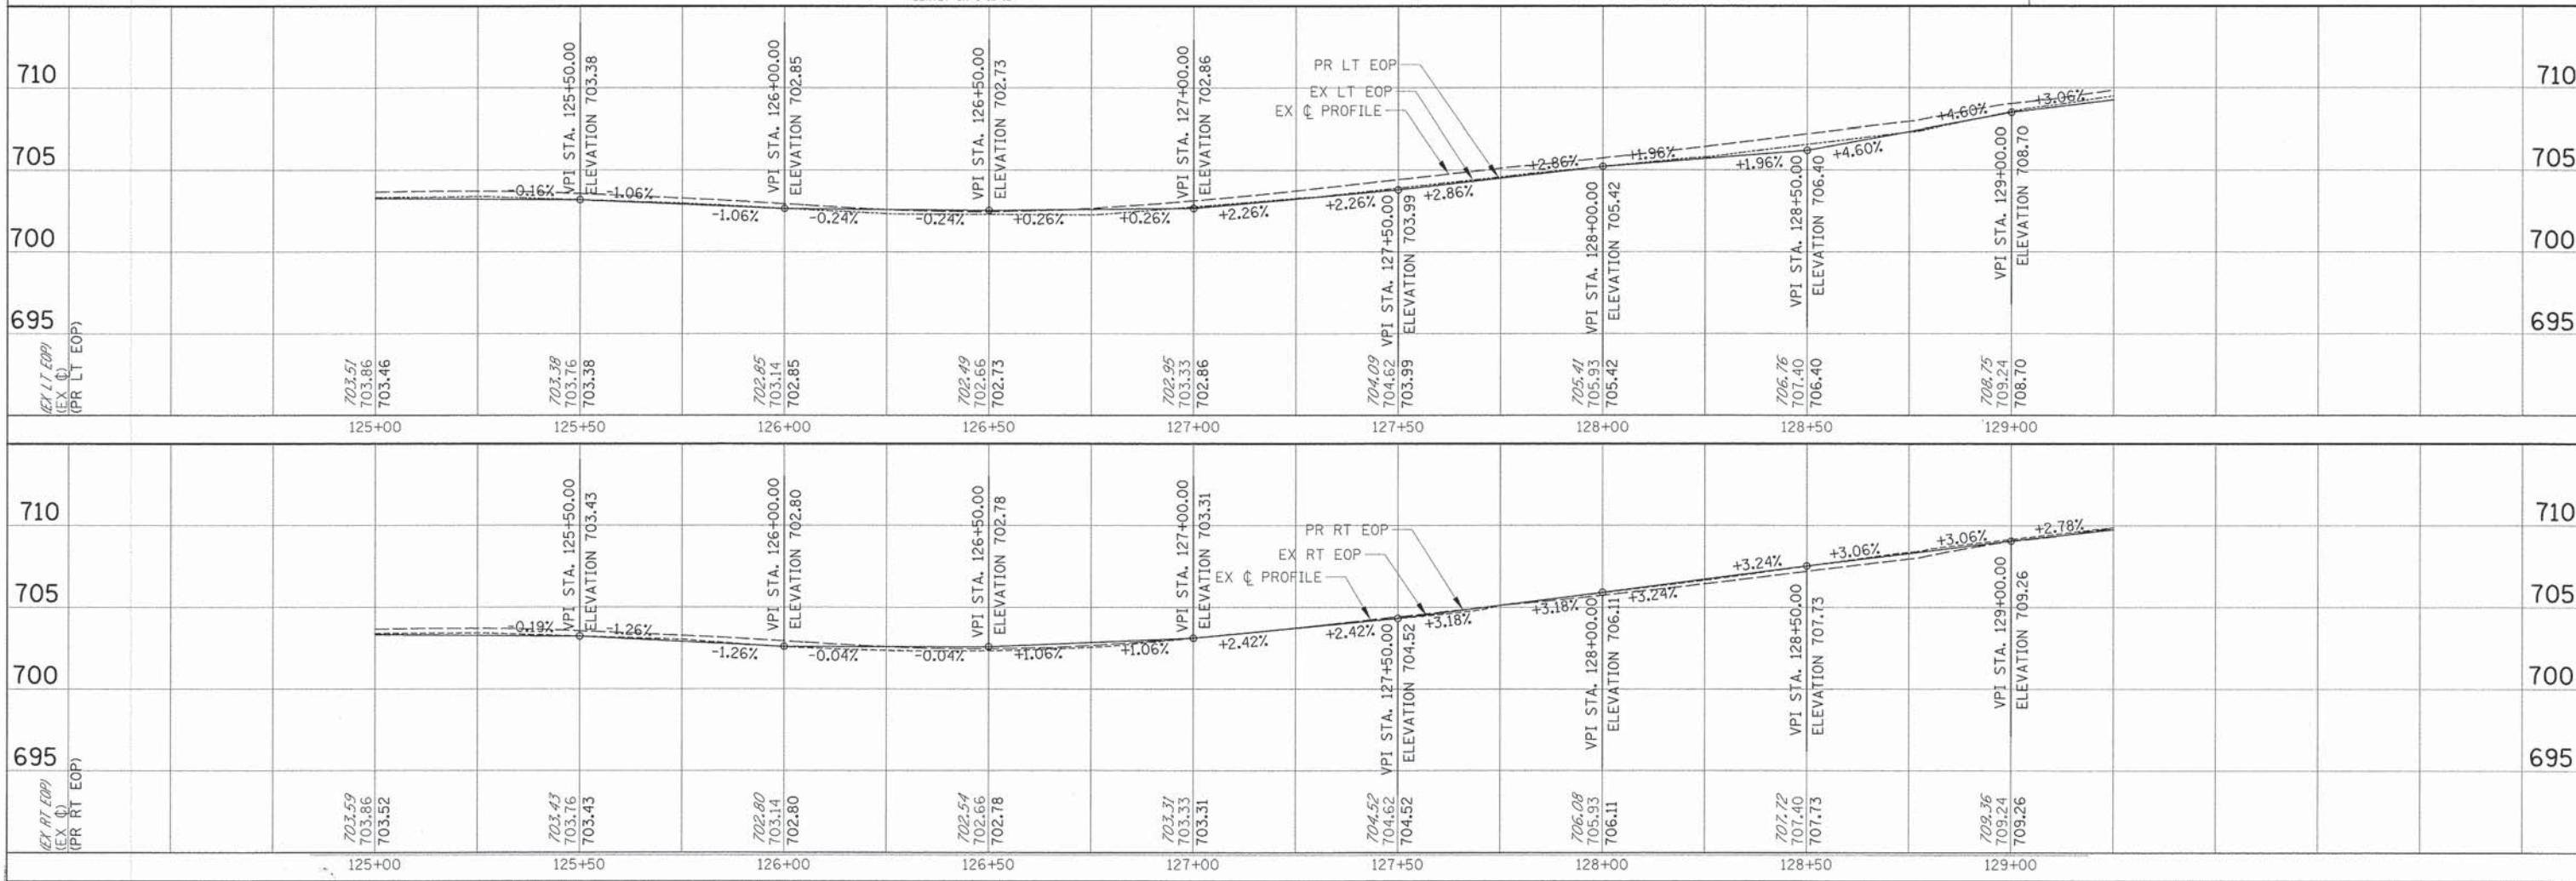 710
705
700
695
(EX LT EOP)
(EX ℄)
(PR LT EOP)
VPI STA. 125+50.00
ELEVATION 703.38
VPI STA. 126+00.00
ELEVATION 702.85
VPI STA. 126+50.00
ELEVATION 702.73
VPI STA. 127+00.00
ELEVATION 702.86
PR LT EOP
EX LT EOP
EX ℄ PROFILE
VPI STA. 127+50.00
ELEVATION 703.99
VPI STA. 128+00.00
ELEVATION 705.42
VPI STA. 128+50.00
ELEVATION 706.40
VPI STA. 129+00.00
ELEVATION 708.70
-0.16% -1.06%
-1.06% -0.24%
-0.24% +0.26%
+0.26% +2.26%
+2.26% +2.86%
+2.86% +1.96%
+1.96% +4.60%
+4.60% +3.06%
710
705
700
695
703.51
703.86
703.46
703.38
703.76
703.38
702.85
703.14
702.85
702.49
702.66
702.73
702.95
703.33
702.86
704.09
704.62
703.99
705.41
705.93
705.42
706.76
707.40
706.40
708.75
709.24
708.70
125+00 125+50 126+00 126+50 127+00 127+50 128+00 128+50 129+00
710
705
700
695
(EX RT EOP)
(EX ℄)
(PR RT EOP)
VPI STA. 125+50.00
ELEVATION 703.43
VPI STA. 126+00.00
ELEVATION 702.80
VPI STA. 126+50.00
ELEVATION 702.78
VPI STA. 127+00.00
ELEVATION 703.31
PR RT EOP
EX RT EOP
EX ℄ PROFILE
VPI STA. 127+50.00
ELEVATION 704.52
VPI STA. 128+00.00
ELEVATION 706.11
VPI STA. 128+50.00
ELEVATION 707.73
VPI STA. 129+00.00
ELEVATION 709.26
-0.19% -1.26%
-1.26% -0.04%
-0.04% +1.06%
+1.06% +2.42%
+2.42% +3.18%
+3.18% +3.24%
+3.24% +3.06%
+3.06% +2.78%
710
705
700
695
703.59
703.86
703.52
703.43
703.76
703.43
702.80
703.14
702.80
702.54
702.66
702.78
703.31
703.33
703.31
704.52
704.62
704.52
706.08
705.93
706.11
707.72
707.40
707.73
709.36
709.24
709.26
125+00 125+50 126+00 126+50 127+00 127+50 128+00 128+50 129+00